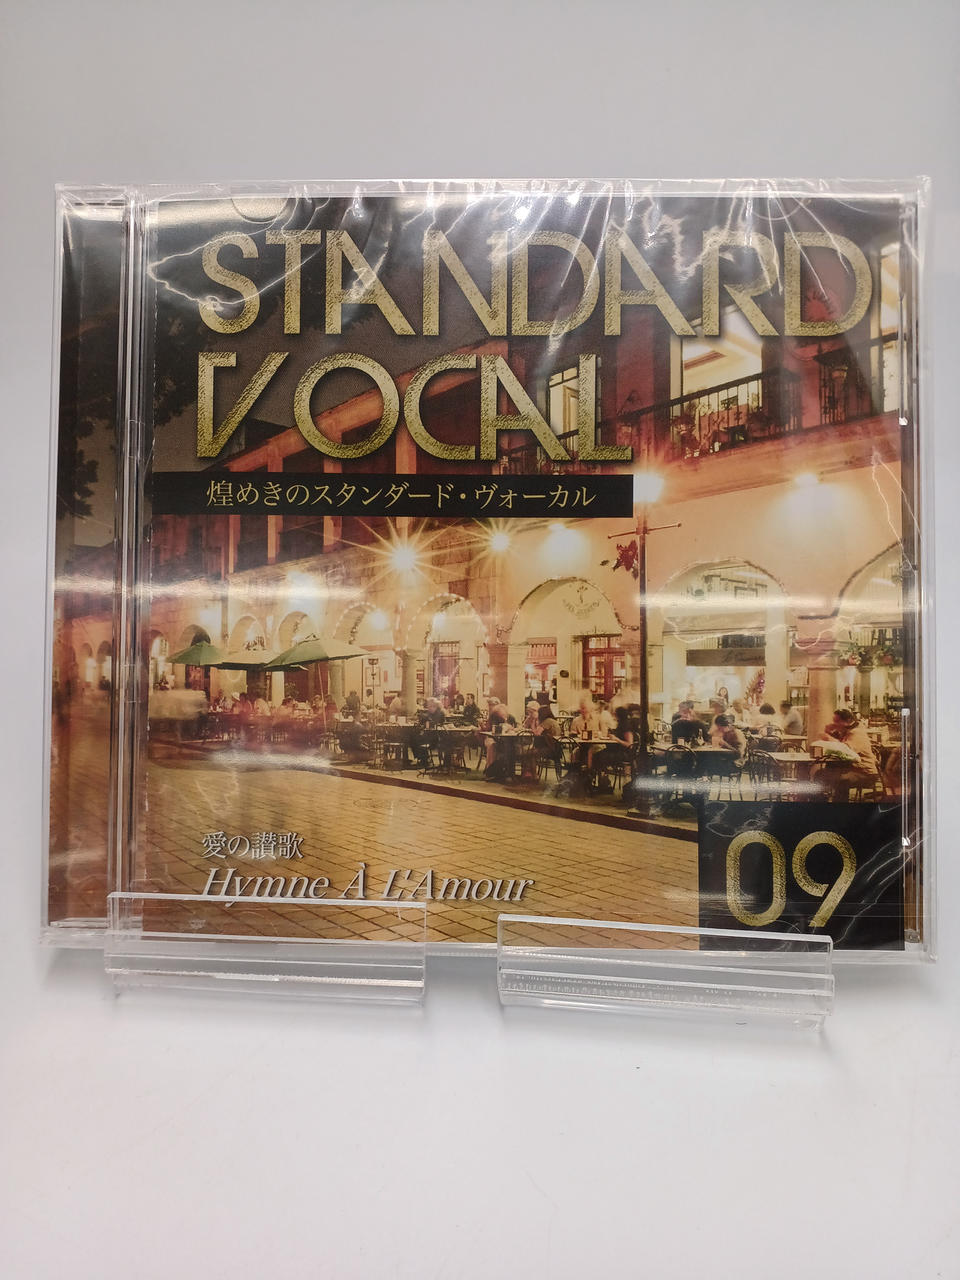 STANDARD
VOCAL
煌めきのスタンダード・ヴォーカル
愛の讃歌
Hymne À L'Amour
09